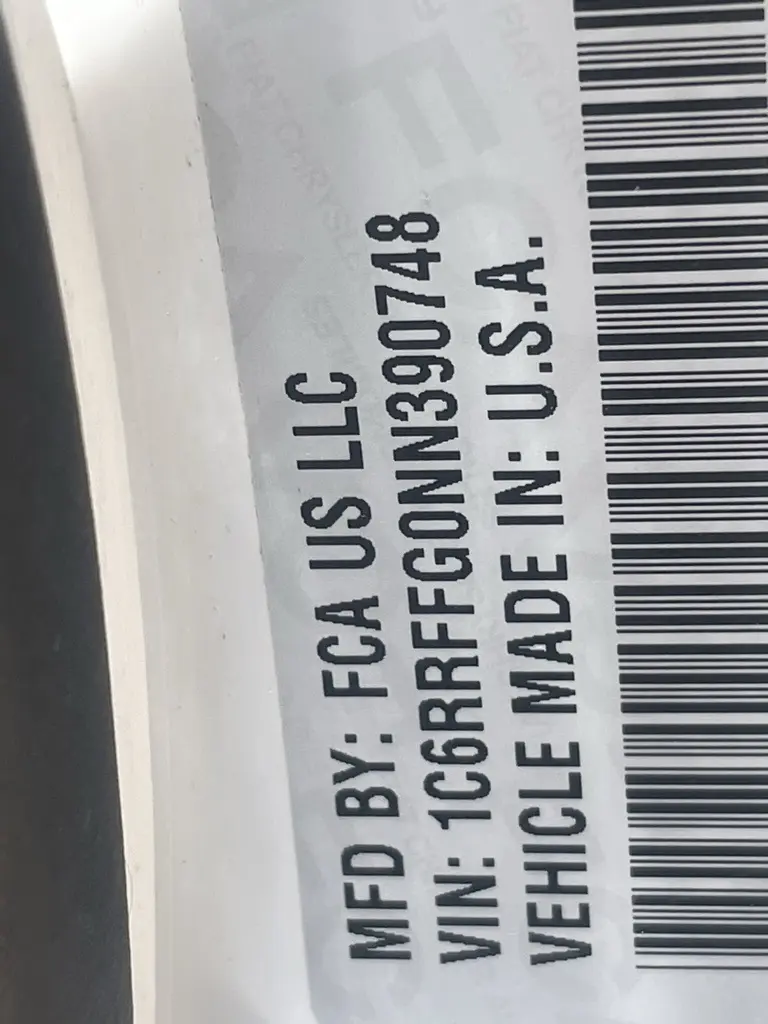 MFD BY: FCA US LLC
VIN: 1C6RRFFG0NN390748
VEHICLE MADE IN: U.S.A.